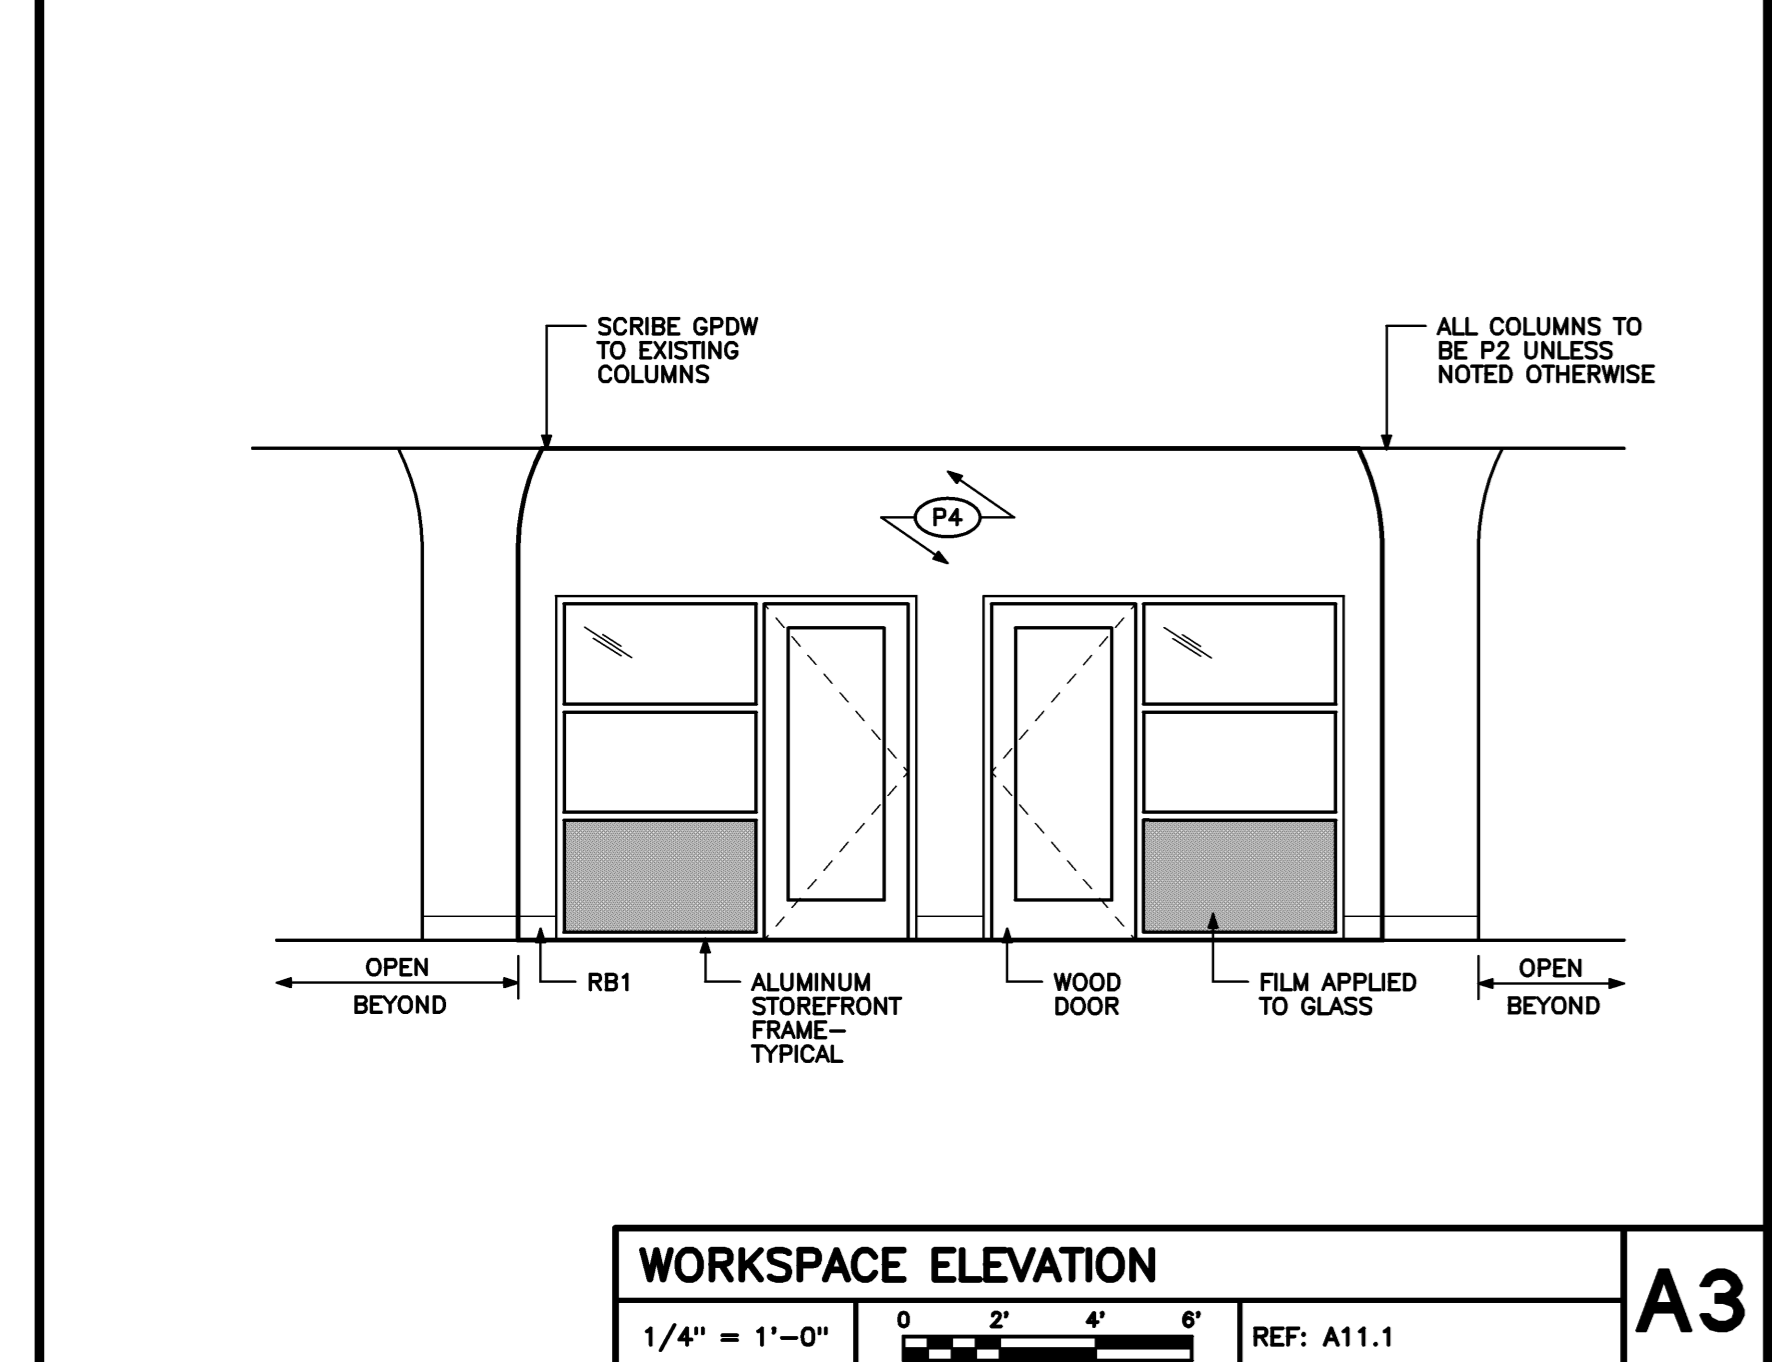 SCRIBE GPDW
TO EXISTING
COLUMNS
ALL COLUMNS TO
BE P2 UNLESS
NOTED OTHERWISE
P4
OPEN
BEYOND
RB1
ALUMINUM
STOREFRONT
FRAME-
TYPICAL
WOOD
DOOR
FILM APPLIED
TO GLASS
OPEN
BEYOND
WORKSPACE ELEVATION
A3
1/4" = 1'-0"
0 2' 4' 6'
REF: A11.1